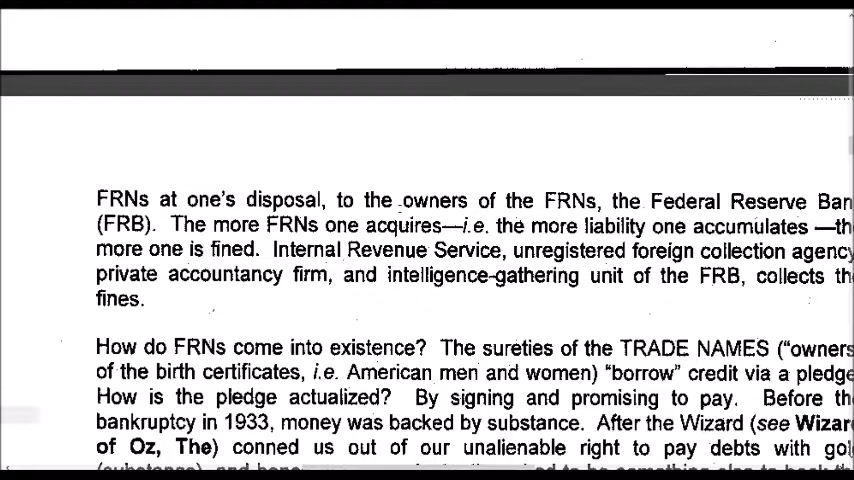 FRNs at one's disposal, to the owners of the FRNs, the Federal Reserve Ban
(FRB). The more FRNs one acquires—i.e. the more liability one accumulates —th
more one is fined. Internal Revenue Service, unregistered foreign collection agency
private accountancy firm, and intelligence-gathering unit of the FRB, collects th
fines.
How do FRNs come into existence? The sureties of the TRADE NAMES ("owners
of the birth certificates, i.e. American men and women) "borrow" credit via a pledge
How is the pledge actualized? By signing and promising to pay. Before th
bankruptcy in 1933, money was backed by substance. After the Wizard (see Wizar
of Oz, The) conned us out of our unalienable right to pay debts with gol